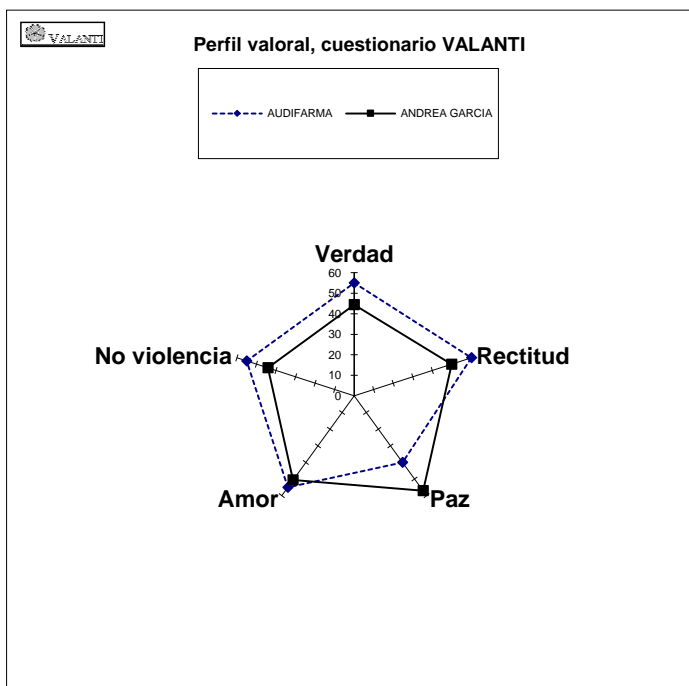 VALANTI
Perfil valoral, cuestionario VALANTI
AUDIFARMA ANDREA GARCIA
Verdad
60
50
40
30
20
10
0
No violencia
Rectitud
Amor
Paz